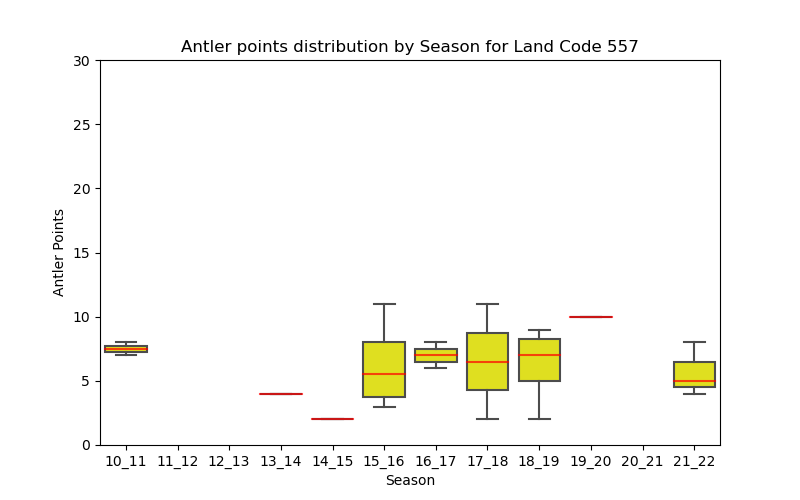 Antler points distribution by Season for Land Code 557
Antler Points
30
25
20
15
10
5
0
10_11 11_12 12_13 13_14 14_15 15_16 16_17 17_18 18_19 19_20 20_21 21_22
Season